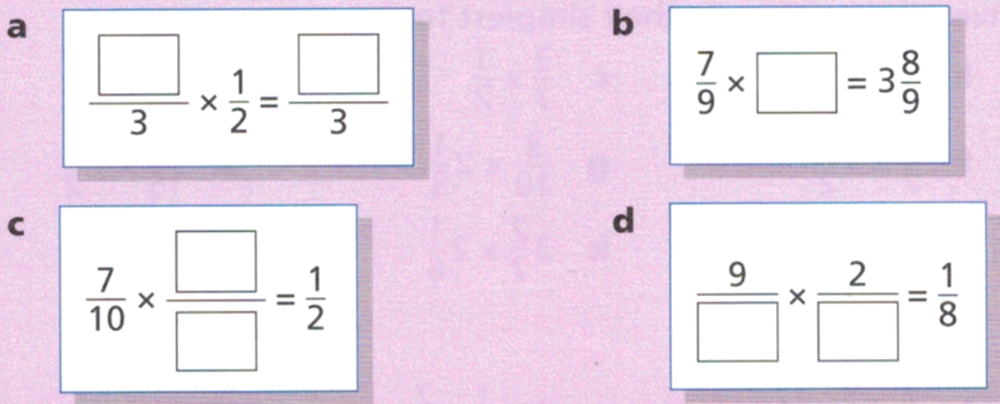 a □/3 × 1/2 = □/3
b 7/9 × □ = 3 8/9
c 7/10 × □/□ = 1/2
d 9/□ × 2/□ = 1/8